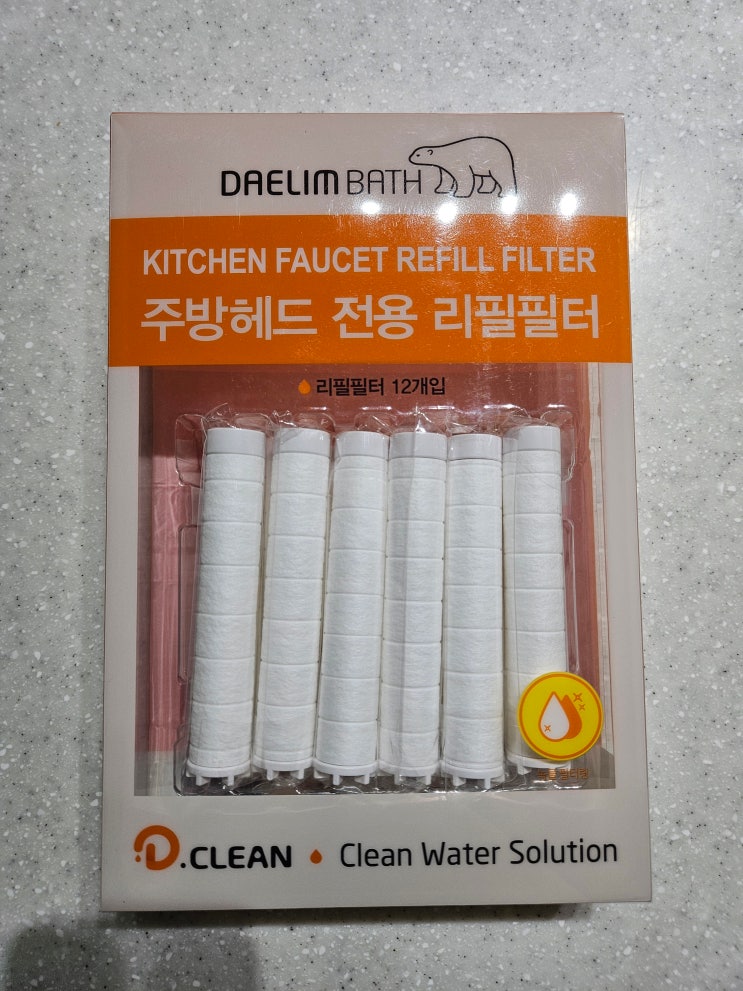 DAELIM BATH
KITCHEN FAUCET REFILL FILTER
주방헤드 전용 리필필터
리필필터 12개입
D.CLEAN • Clean Water Solution